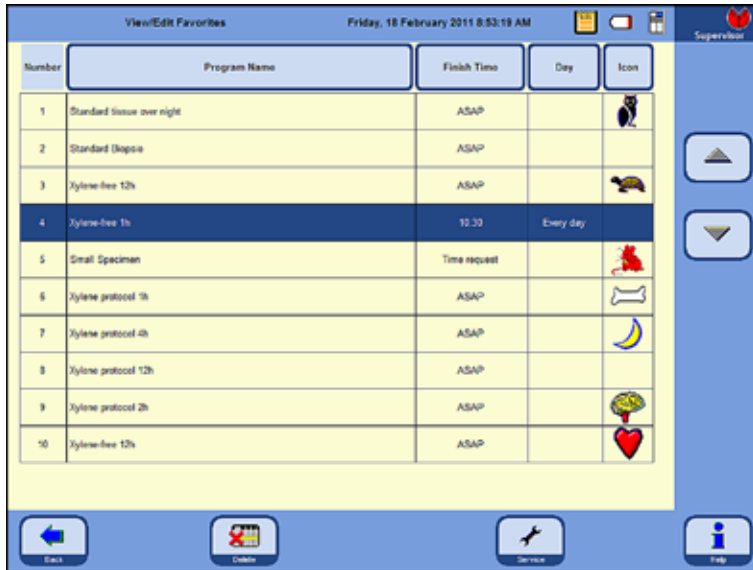 View/Edit Favorites Friday, 18 February 2011 8:53:19 AM
Supervisor
Number Program Name Finish Time Day Icon
1 Standard tissue over night ASAP
2 Standard Biopsie ASAP
3 Xylene-free 12h ASAP
4 Xylene-free 1h 10:30 Every day
5 Small Specimen Time request
6 Xylene protocol 1h ASAP
7 Xylene protocol 4h ASAP
8 Xylene protocol 12h ASAP
9 Xylene protocol 2h ASAP
10 Xylene-free 12h ASAP
Back Delete Service Help